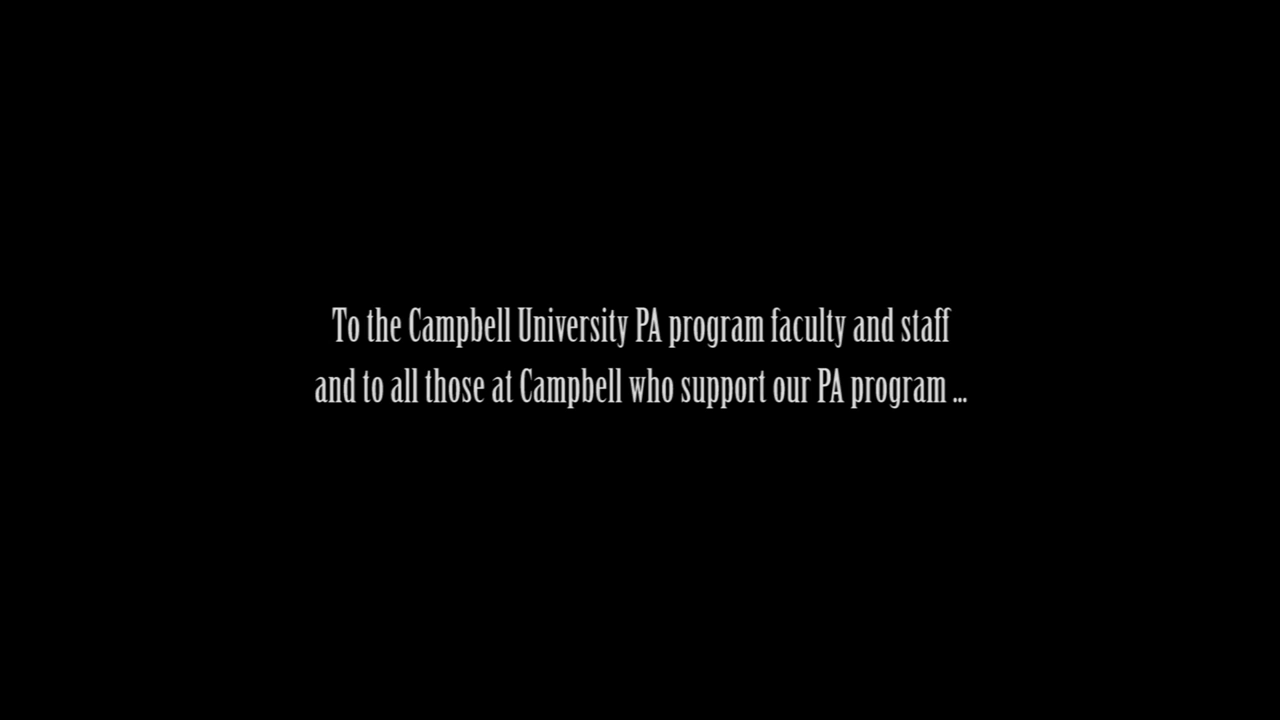 To the Campbell University PA program faculty and staff
and to all those at Campbell who support our PA program ...